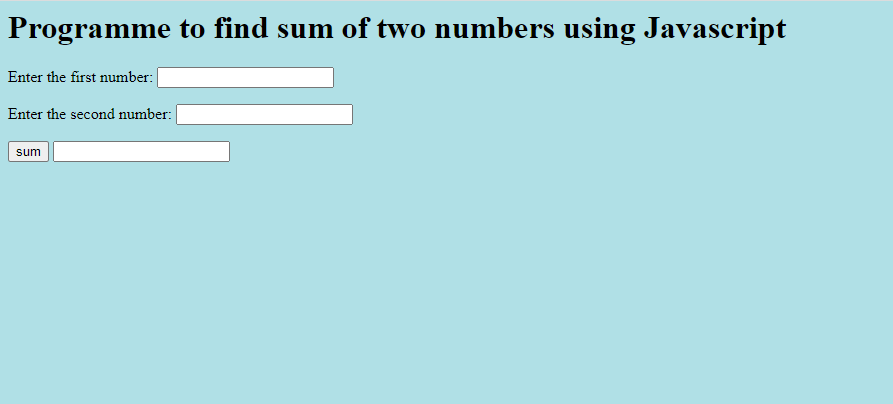 Programme to find sum of two numbers using Javascript
Enter the first number:
Enter the second number:
sum